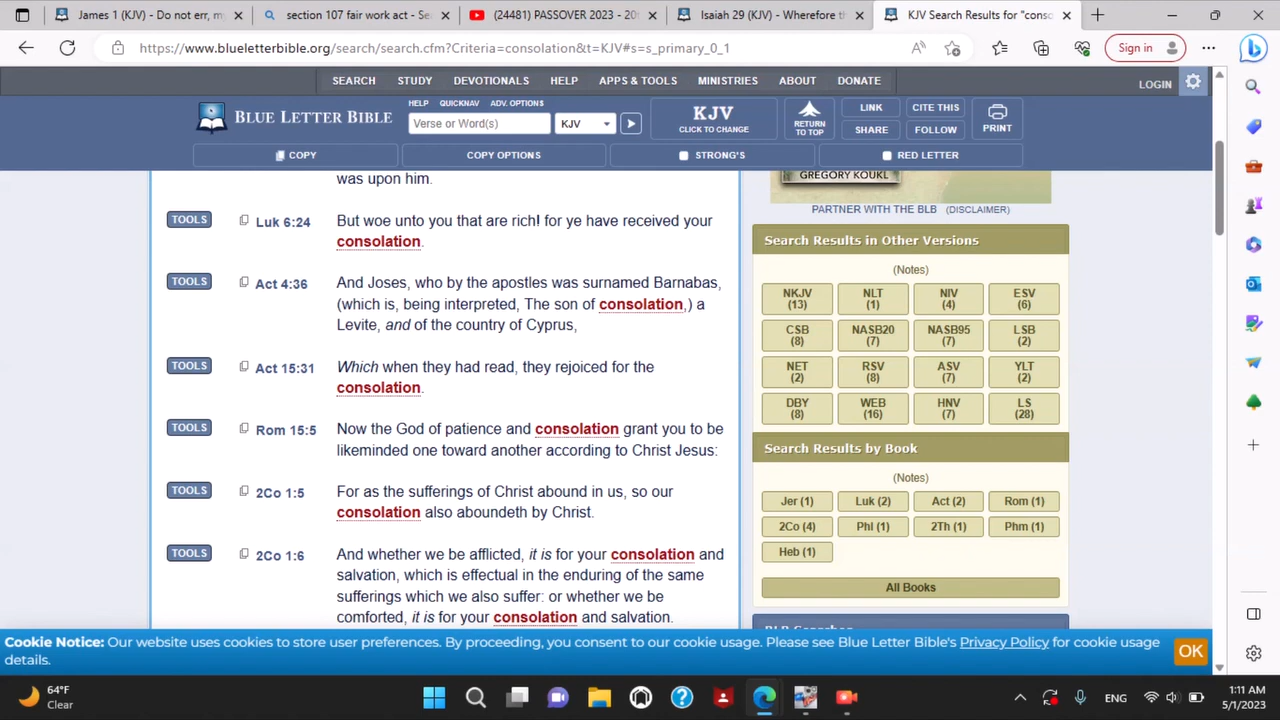 James 1 (KJV) - Do not err, my
section 107 fair work act - Se
(24481) PASSOVER 2023 - 20
Isaiah 29 (KJV) - Wherefore th
KJV Search Results for "conso
https://www.blueletterbible.org/search/search.cfm?Criteria=consolation&t=KJV#s=s_primary_0_1
Sign in
SEARCH STUDY DEVOTIONALS HELP APPS & TOOLS MINISTRIES ABOUT DONATE
LOGIN
BLUE LETTER BIBLE
HELP QUICKNAV ADV. OPTIONS
Verse or Word(s)
KJV
KJV
CLICK TO CHANGE
RETURN
TO TOP
LINK
CITE THIS
SHARE
FOLLOW
PRINT
COPY
COPY OPTIONS
STRONG'S
RED LETTER
was upon him.
TOOLS
Luk 6:24
But woe unto you that are rich! for ye have received your
consolation.
TOOLS
Act 4:36
And Joses, who by the apostles was surnamed Barnabas,
(which is, being interpreted, The son of consolation,) a
Levite, and of the country of Cyprus,
TOOLS
Act 15:31
Which when they had read, they rejoiced for the
consolation.
TOOLS
Rom 15:5
Now the God of patience and consolation grant you to be
likeminded one toward another according to Christ Jesus:
TOOLS
2Co 1:5
For as the sufferings of Christ abound in us, so our
consolation also aboundeth by Christ.
TOOLS
2Co 1:6
And whether we be afflicted, it is for your consolation and
salvation, which is effectual in the enduring of the same
sufferings which we also suffer: or whether we be
comforted, it is for your consolation and salvation.
GREGORY KOUKL
PARTNER WITH THE BLB (DISCLAIMER)
Search Results in Other Versions
(Notes)
NKJV
(13)
NLT
(1)
NIV
(4)
ESV
(6)
CSB
(8)
NASB20
(7)
NASB95
(7)
LSB
(2)
NET
(2)
RSV
(8)
ASV
(7)
YLT
(2)
DBY
(8)
WEB
(16)
HNV
(7)
LS
(28)
Search Results by Book
(Notes)
Jer (1) Luk (2) Act (2) Rom (1)
2Co (4) Phl (1) 2Th (1) Phm (1)
Heb (1)
All Books
BLB Searches
Cookie Notice: Our website uses cookies to store user preferences. By proceeding, you consent to our cookie usage. Please see Blue Letter Bible's Privacy Policy for cookie usage
details.
OK
64°F
Clear
ENG
1:11 AM
5/1/2023